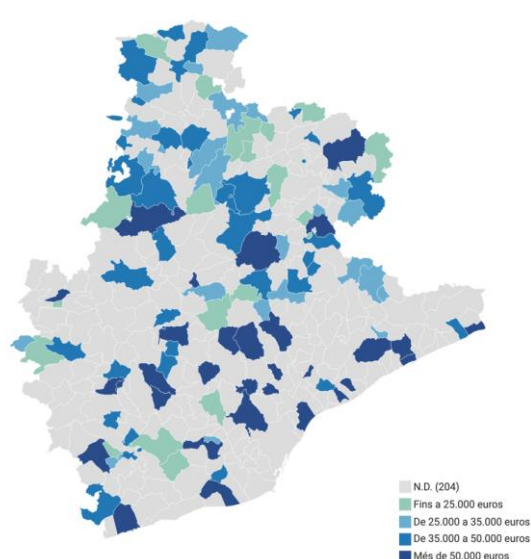 N.D. (204)
Fins a 25.000 euros
De 25.000 a 35.000 euros
De 35.000 a 50.000 euros
Més de 50.000 euros